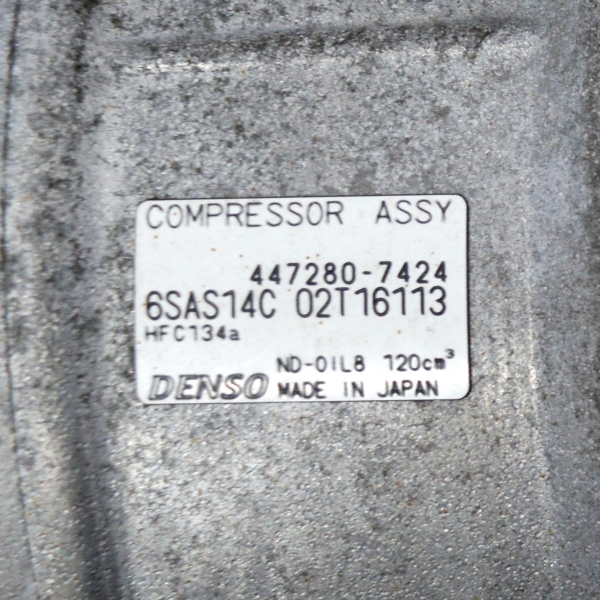 COMPRESSOR ASSY
447280-7424
6SAS14C 02T16113
HFC134a
ND-OIL8 120cm³
DENSO MADE IN JAPAN